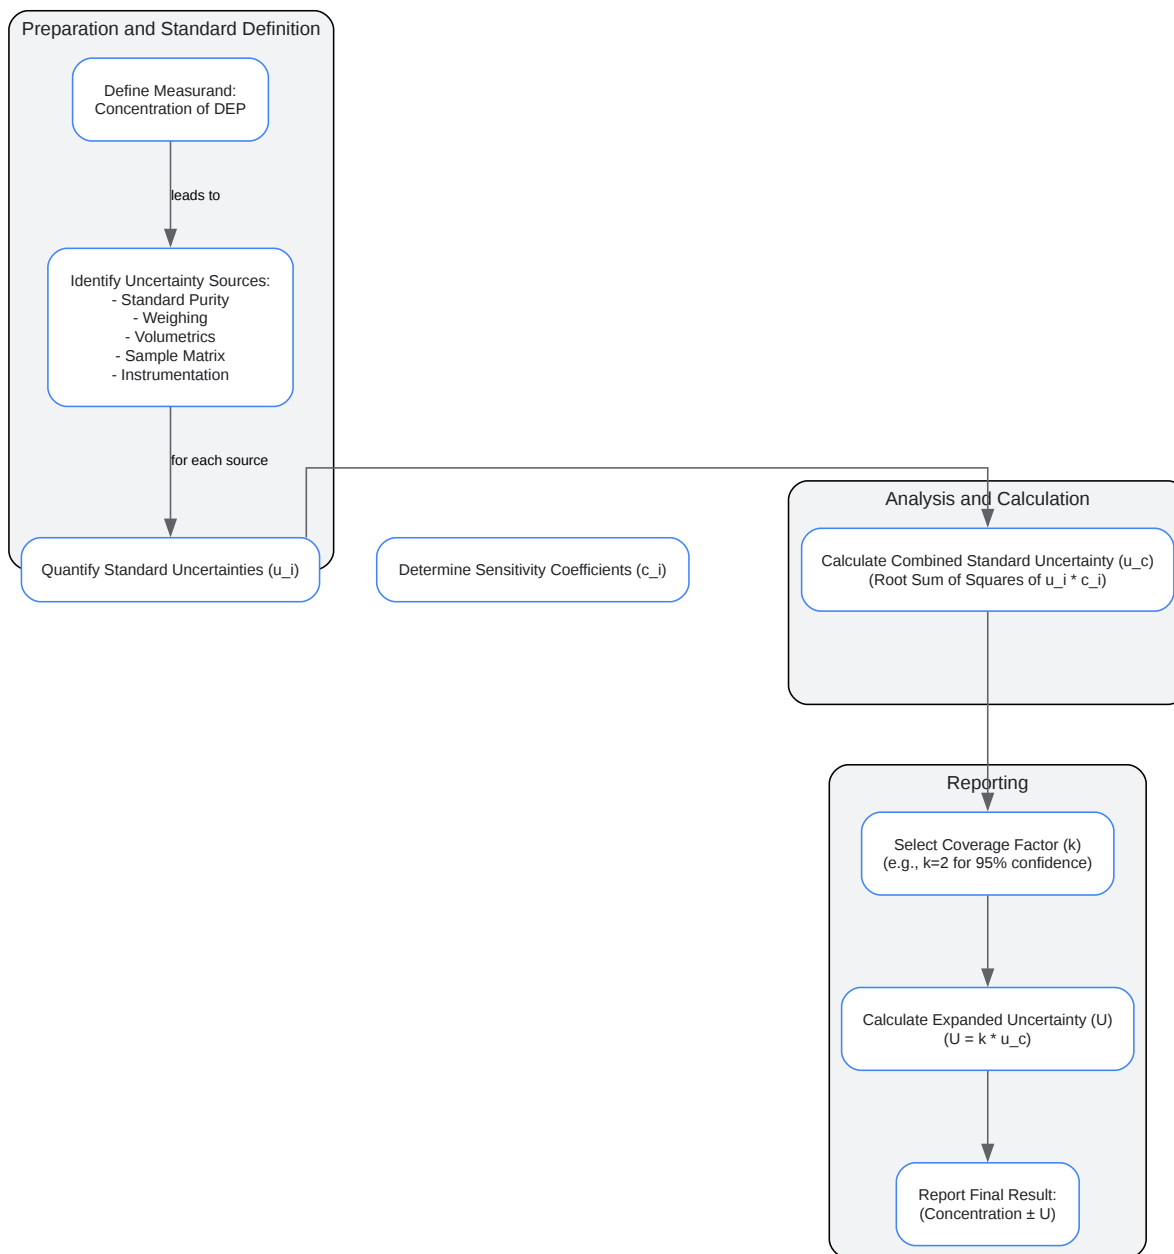 Preparation and Standard Definition
Define Measurand:
Concentration of DEP
leads to
Identify Uncertainty Sources:
- Standard Purity
- Weighing
- Volumetrics
- Sample Matrix
- Instrumentation
for each source
Quantify Standard Uncertainties (u_i)
Determine Sensitivity Coefficients (c_i)
Analysis and Calculation
Calculate Combined Standard Uncertainty (u_c)
(Root Sum of Squares of u_i * c_i)
Reporting
Select Coverage Factor (k)
(e.g., k=2 for 95% confidence)
Calculate Expanded Uncertainty (U)
(U = k * u_c)
Report Final Result:
(Concentration ± U)